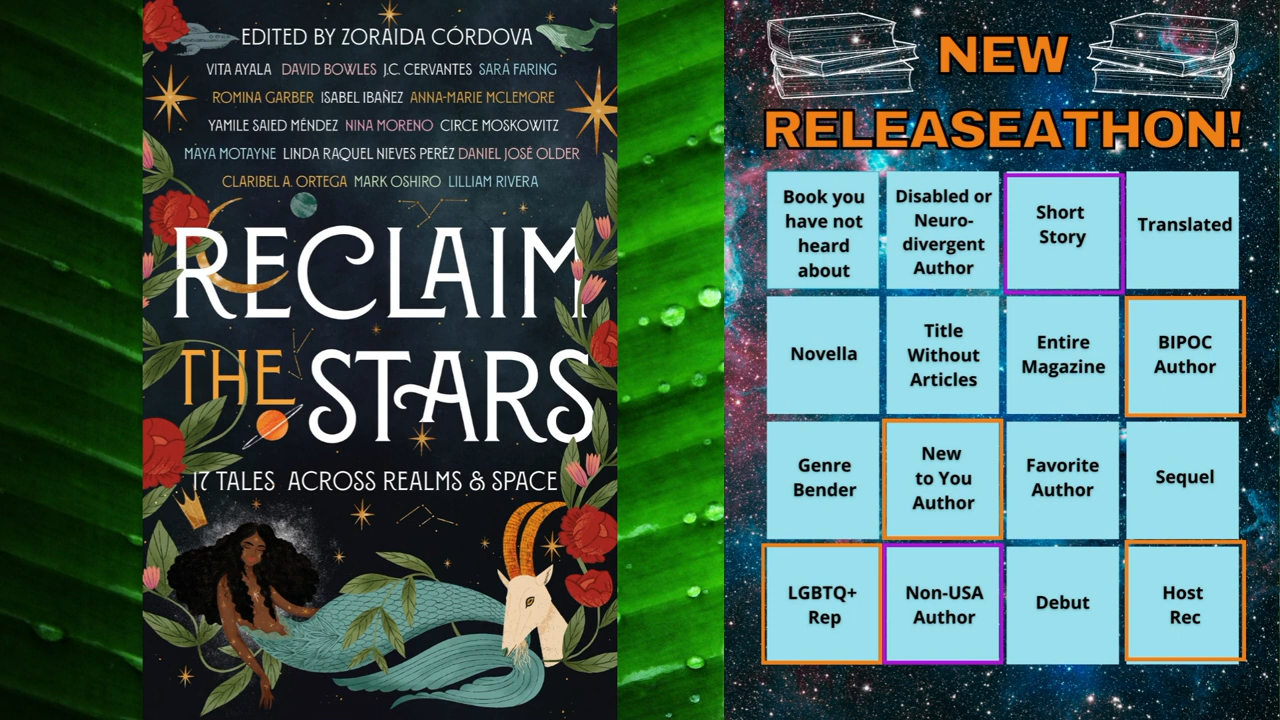 EDITED BY ZORAIDA CÓRDOVA
VITA AYALA DAVID BOWLES J.C. CERVANTES SARA FARING
ROMINA GARBER ISABEL IBAÑEZ ANNA-MARIE MCLEMORE
YAMILE SAIED MÉNDEZ NINA MORENO CIRCE MOSKOWITZ
MAYA MOTAYNE LINDA RAQUEL NIEVES PERÉZ DANIEL JOSÉ OLDER
CLARIBEL A. ORTEGA MARK OSHIRO LILLIAM RIVERA
RECLAIM
THE STARS
17 TALES ACROSS REALMS & SPACE
NEW
RELEASEATHON!
Book you
have not
heard
about
Disabled or
Neuro-
divergent
Author
Short
Story
Translated
Novella
Title
Without
Articles
Entire
Magazine
BIPOC
Author
Genre
Bender
New
to You
Author
Favorite
Author
Sequel
LGBTQ+
Rep
Non-USA
Author
Debut
Host
Rec